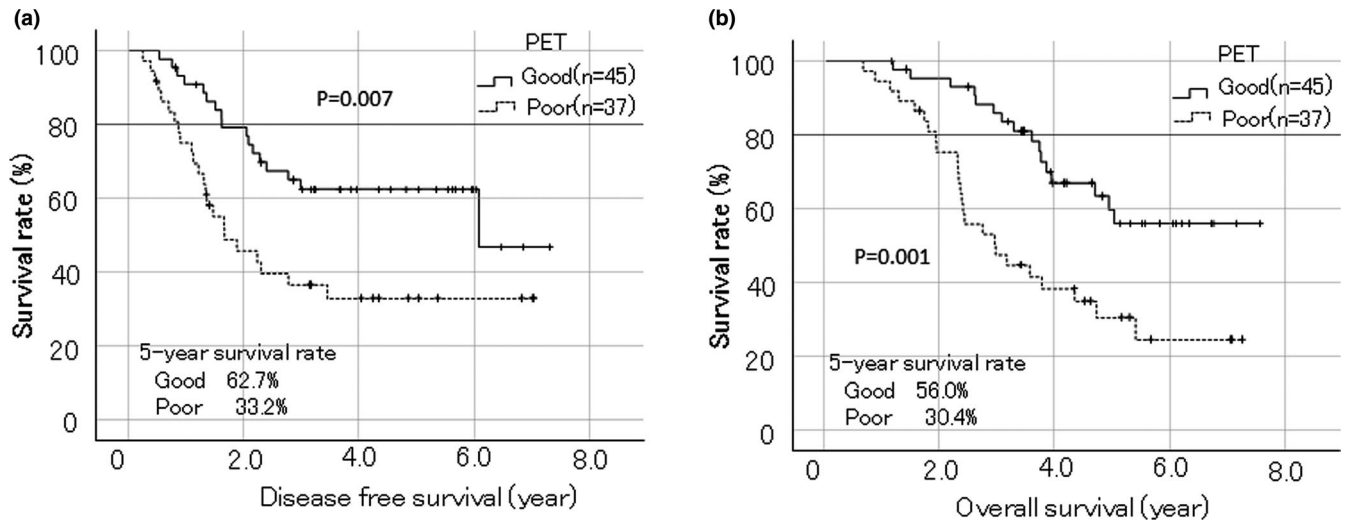 (a)
PET
Good(n=45)
Poor(n=37)
P=0.007
100
80
60
40
20
0
Survival rate (%)
5-year survival rate
Good 62.7%
Poor 33.2%
0 2.0 4.0 6.0 8.0
Disease free survival (year)
(b)
PET
Good(n=45)
Poor(n=37)
P=0.001
100
80
60
40
20
0
Survival rate (%)
5-year survival rate
Good 56.0%
Poor 30.4%
0 2.0 4.0 6.0 8.0
Overall survival (year)